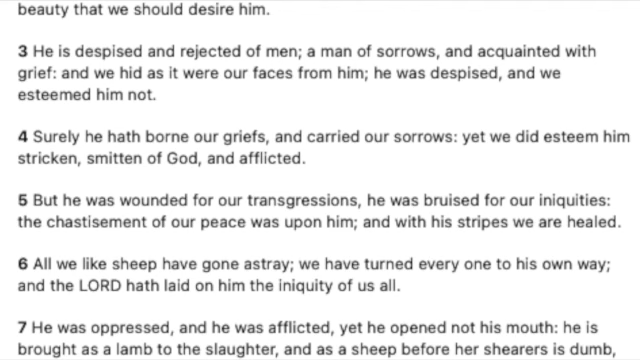 beauty that we should desire him.
3 He is despised and rejected of men; a man of sorrows, and acquainted with
grief: and we hid as it were our faces from him; he was despised, and we
esteemed him not.
4 Surely he hath borne our griefs, and carried our sorrows: yet we did esteem him
stricken, smitten of God, and afflicted.
5 But he was wounded for our transgressions, he was bruised for our iniquities:
the chastisement of our peace was upon him; and with his stripes we are healed.
6 All we like sheep have gone astray; we have turned every one to his own way;
and the LORD hath laid on him the iniquity of us all.
7 He was oppressed, and he was afflicted, yet he opened not his mouth: he is
brought as a lamb to the slaughter, and as a sheep before her shearers is dumb,